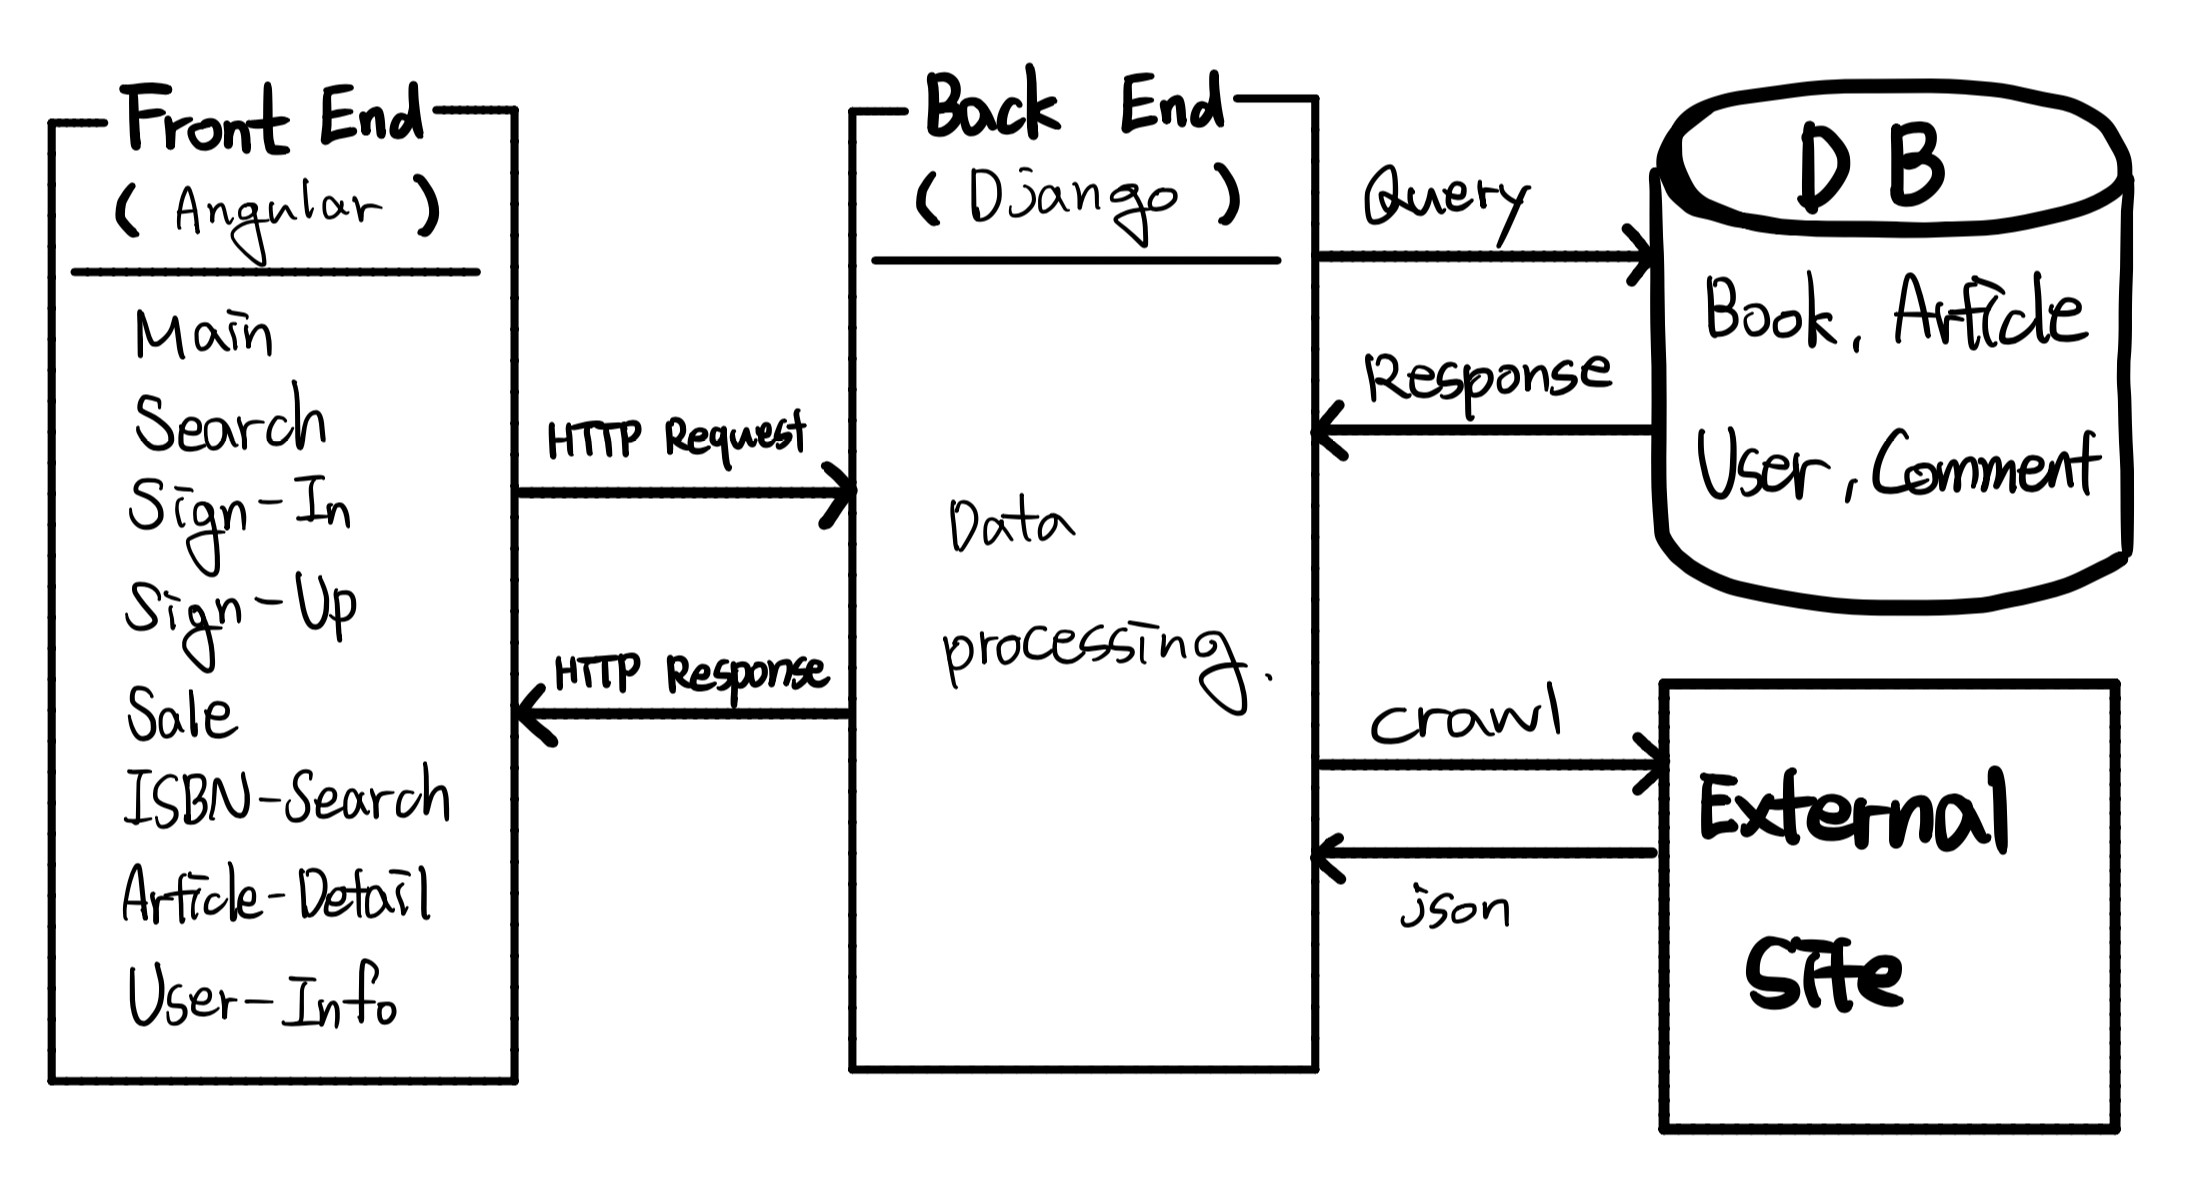 Front End
(Angular)
Main
Search
Sign-In
Sign-Up
Sale
ISBN-Search
Article-Detail
User-Info
HTTP Request
HTTP Response
Back End
(Django)
Data
processing.
Query
Response
crawl
json
DB
Book, Article
User, Comment
External
Site